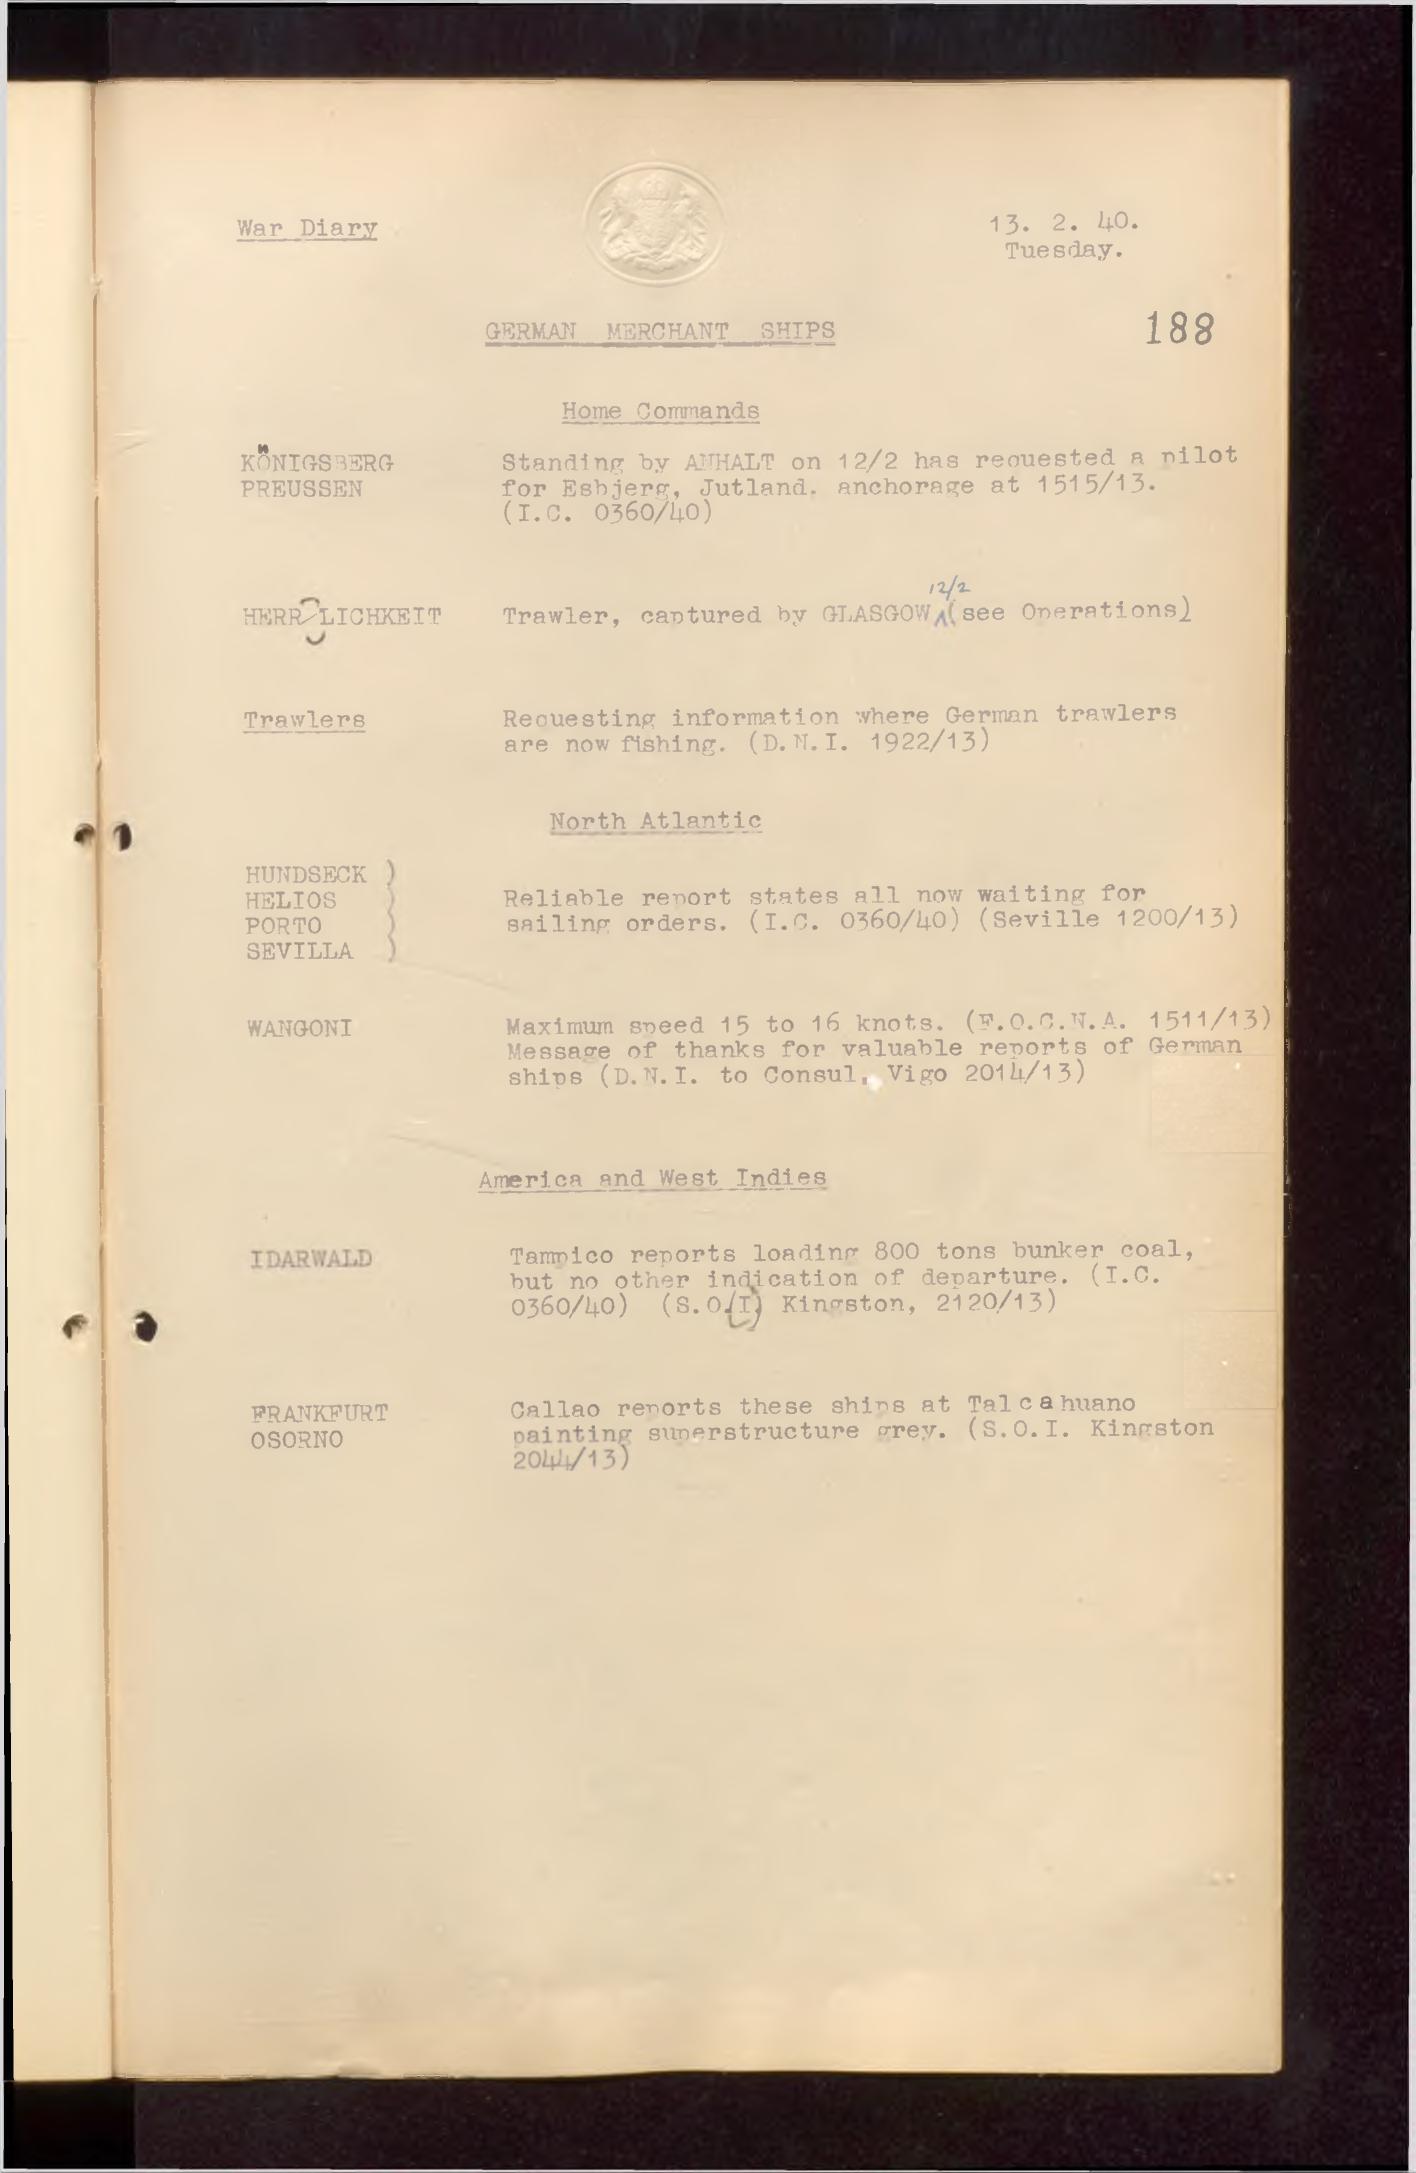 War Diary
13. 2. 40.
Tuesday.
188
GERMAN MERCHANT SHIPS
Home Commands
KÖNIGSBERG Standing by ANHALT on 12/2 has requested a pilot
PREUSSEN for Esbjerg, Jutland. anchorage at 1515/13.
(I.C. 0360/40)
12/2
HERR LICHKEIT Trawler, captured by GLASGOW (see Operations)
Trawlers Requesting information where German trawlers
are now fishing. (D.N.I. 1922/13)
North Atlantic
HUNDSECK )
HELIOS ) Reliable report states all now waiting for
PORTO ) sailing orders. (I.C. 0360/40) (Seville 1200/13)
SEVILLA )
WANGONI Maximum speed 15 to 16 knots. (F.O.C.N.A. 1511/13)
Message of thanks for valuable reports of German
ships (D.N.I. to Consul, Vigo 2014/13)
America and West Indies
IDARWALD Tampico reports loading 800 tons bunker coal,
but no other indication of departure. (I.C.
0360/40) (S.O.(I) Kingston, 2120/13)
FRANKFURT Callao reports these ships at Talcahuano
OSORNO painting superstructure grey. (S.O.I. Kingston
2044/13)